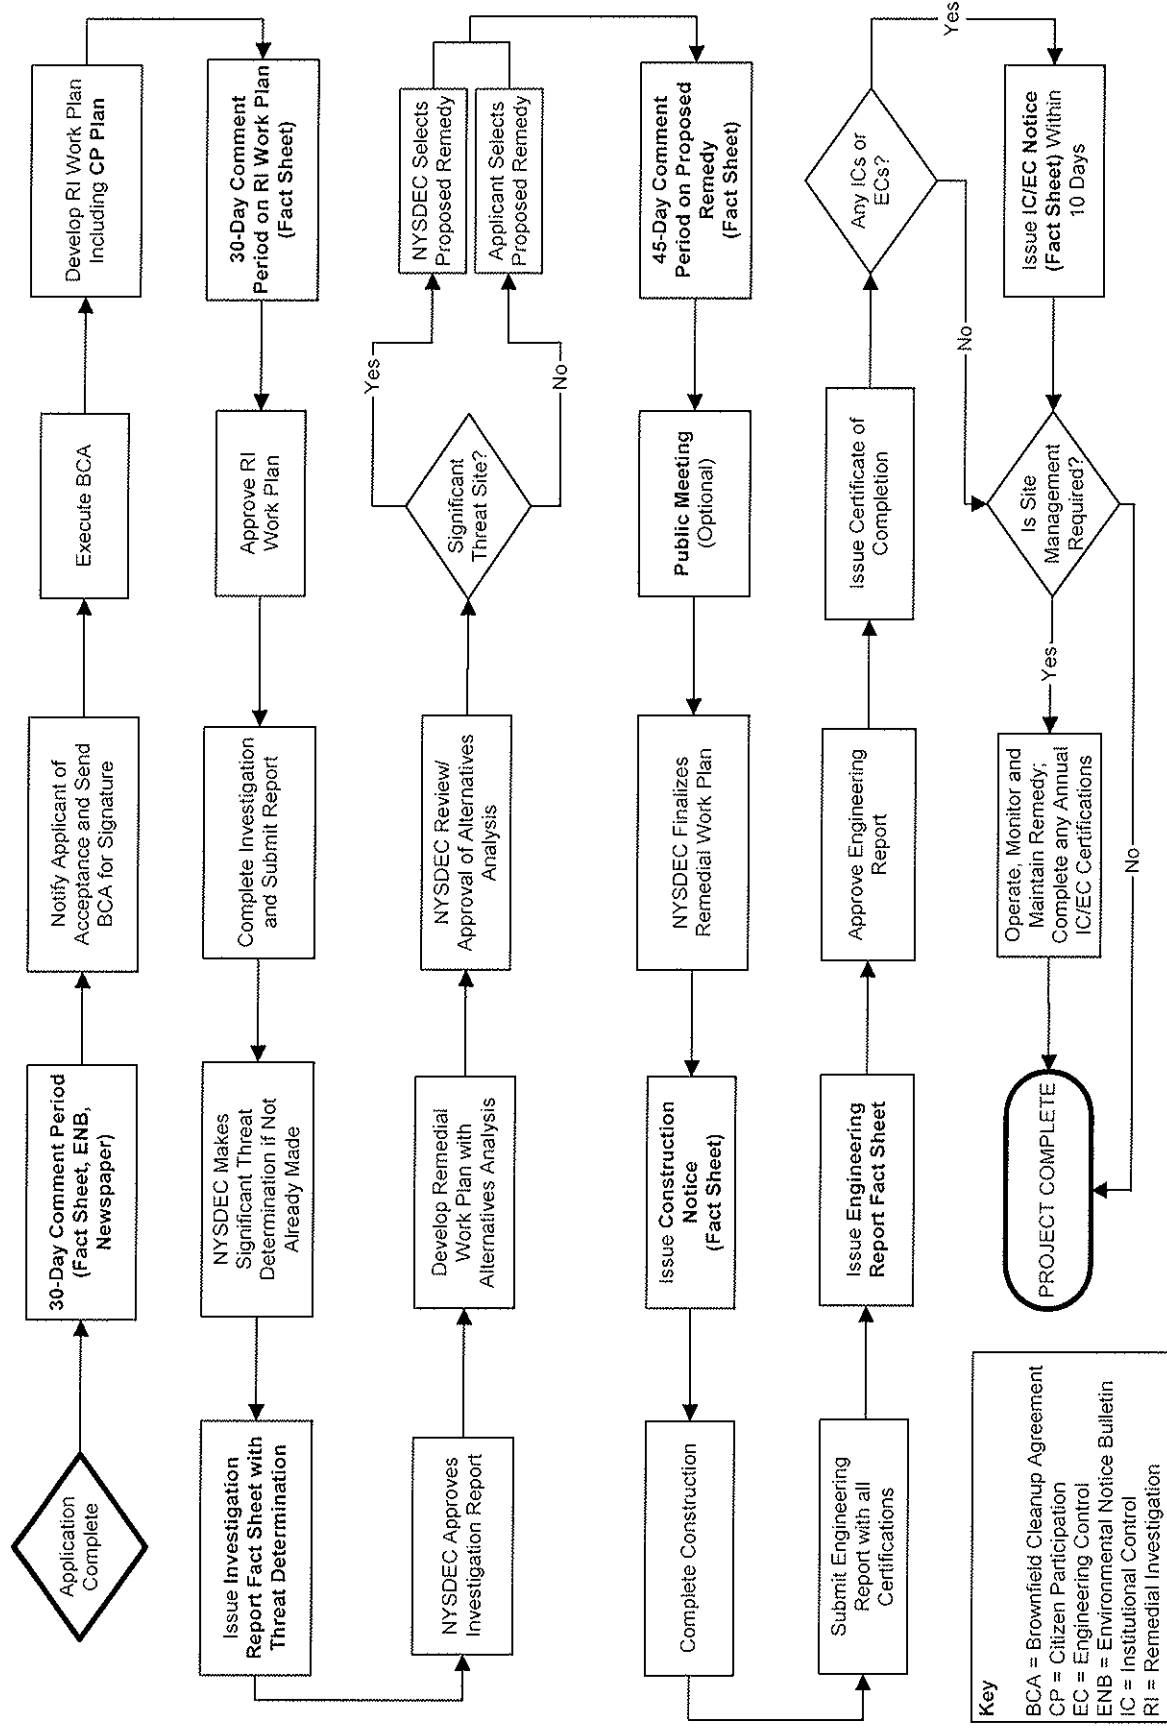 Application
Complete
30-Day Comment Period
(Fact Sheet, ENB,
Newspaper)
Notify Applicant of
Acceptance and Send
BCA for Signature
Execute BCA
Develop RI Work Plan
Including CP Plan
30-Day Comment
Period on RI Work Plan
(Fact Sheet)
Approve RI
Work Plan
Complete Investigation
and Submit Report
NYSDEC Makes
Significant Threat
Determination if Not
Already Made
Issue Investigation
Report Fact Sheet with
Threat Determination
NYSDEC Approves
Investigation Report
Develop Remedial
Work Plan with
Alternatives Analysis
NYSDEC Review/
Approval of Alternatives
Analysis
Significant
Threat Site?
Yes
No
NYSDEC Selects
Proposed Remedy
Applicant Selects
Proposed Remedy
45-Day Comment
Period on Proposed
Remedy
(Fact Sheet)
Public Meeting
(Optional)
NYSDEC Finalizes
Remedial Work Plan
Issue Construction
Notice
(Fact Sheet)
Complete Construction
Submit Engineering
Report with all
Certifications
Issue Engineering
Report Fact Sheet
Approve Engineering
Report
Issue Certificate of
Completion
Any ICs or
ECs?
Yes
No
Issue IC/EC Notice
(Fact Sheet) Within
10 Days
Is Site
Management
Required?
Yes
No
Operate, Monitor and
Maintain Remedy;
Complete any Annual
IC/EC Certifications
PROJECT COMPLETE
Key
BCA = Brownfield Cleanup Agreement
CP = Citizen Participation
EC = Engineering Control
ENB = Environmental Notice Bulletin
IC = Institutional Control
RI = Remedial Investigation